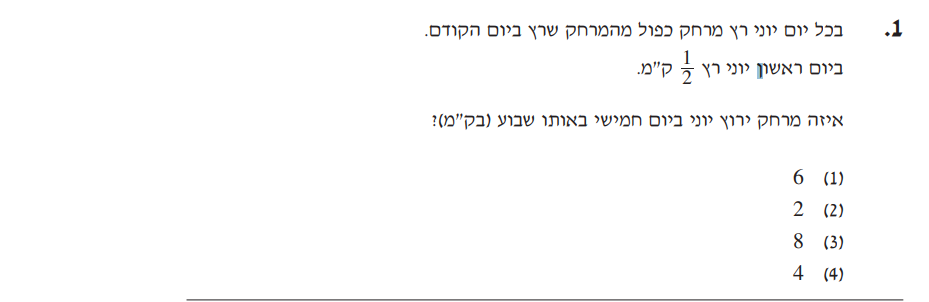 1. בכל יום יוני רץ מרחק כפול מהמרחק שרץ ביום הקודם.
ביום ראשון יוני רץ 1/2 ק"מ.
איזה מרחק ירוץ יוני ביום חמישי באותו שבוע (בק"מ)?
(1) 6
(2) 2
(3) 8
(4) 4